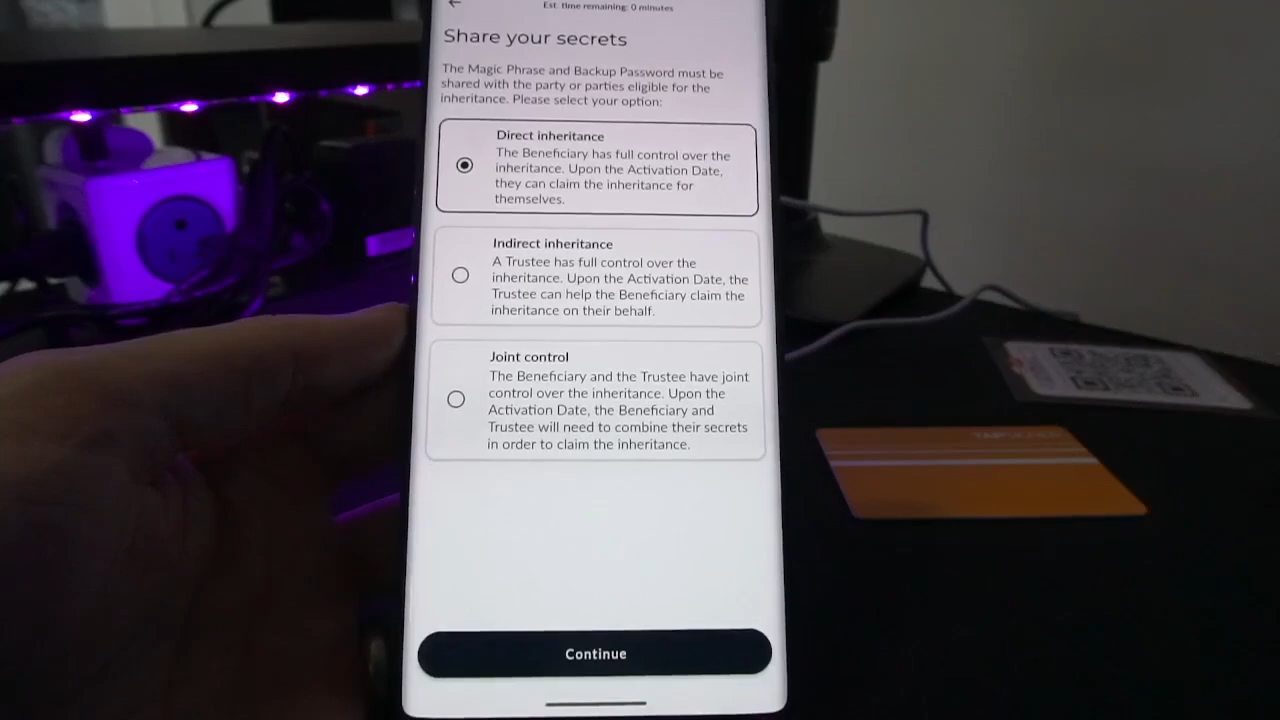 Est. time remaining: 0 minutes
Share your secrets
The Magic Phrase and Backup Password must be
shared with the party or parties eligible for the
inheritance. Please select your option:
Direct inheritance
The Beneficiary has full control over the
inheritance. Upon the Activation Date,
they can claim the inheritance for
themselves.
Indirect inheritance
A Trustee has full control over the
inheritance. Upon the Activation Date, the
Trustee can help the Beneficiary claim the
inheritance on their behalf.
Joint control
The Beneficiary and the Trustee have joint
control over the inheritance. Upon the
Activation Date, the Beneficiary and
Trustee will need to combine their secrets
in order to claim the inheritance.
Continue